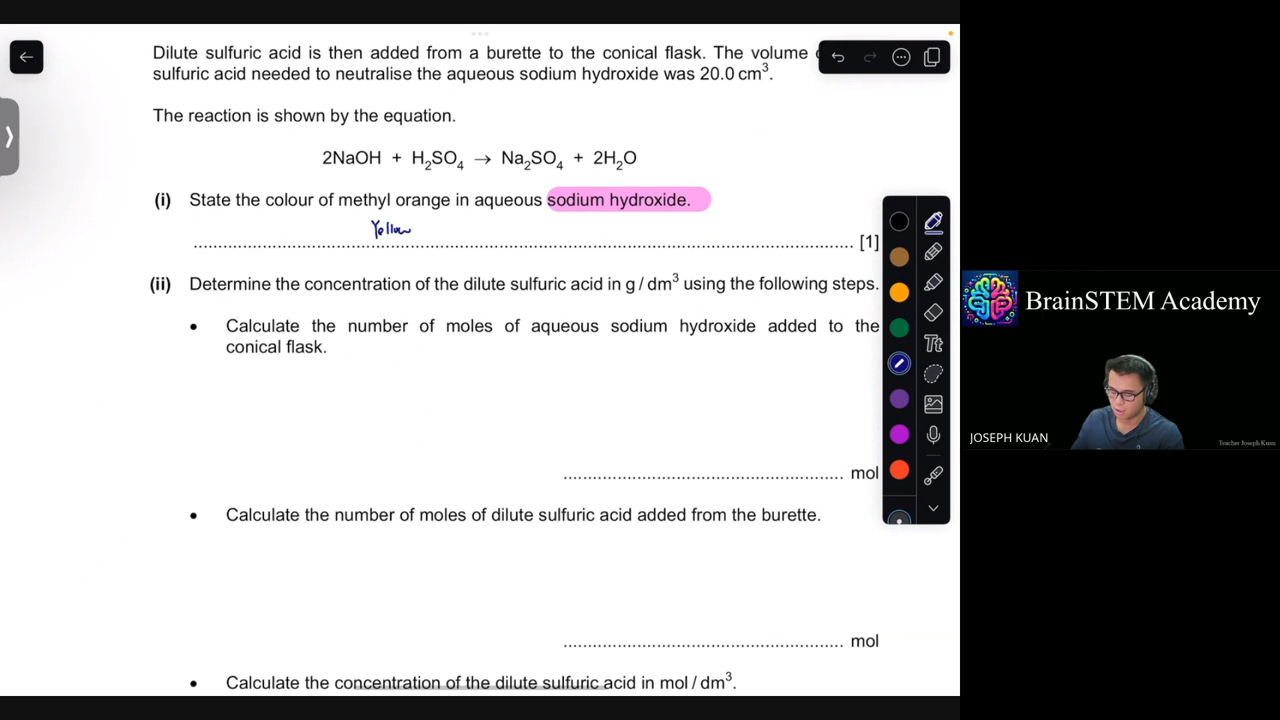 Dilute sulfuric acid is then added from a burette to the conical flask. The volume
sulfuric acid needed to neutralise the aqueous sodium hydroxide was 20.0 cm³.
The reaction is shown by the equation.
2NaOH + H₂SO₄ → Na₂SO₄ + 2H₂O
(i) State the colour of methyl orange in aqueous sodium hydroxide.
Yellow
.......... [1]
(ii) Determine the concentration of the dilute sulfuric acid in g / dm³ using the following steps.
• Calculate the number of moles of aqueous sodium hydroxide added to the
conical flask.
.......... mol
• Calculate the number of moles of dilute sulfuric acid added from the burette.
.......... mol
• Calculate the concentration of the dilute sulfuric acid in mol / dm³.
Tt
BrainSTEM Academy
JOSEPH KUAN
Teacher Joseph Kuan